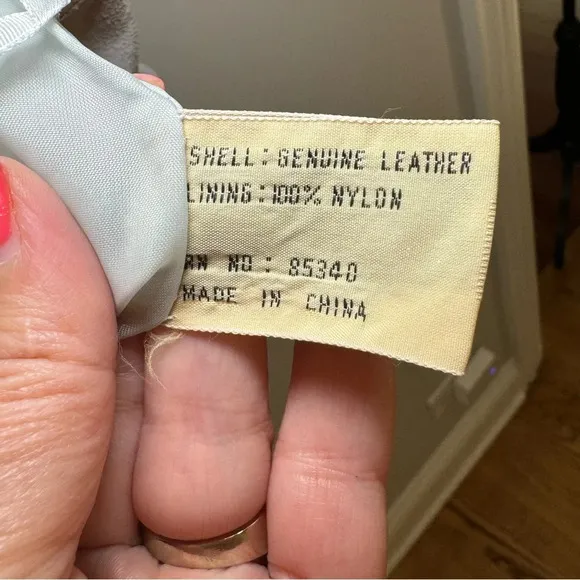 SHELL: GENUINE LEATHER
LINING: 100% NYLON
RN NO: 85340
MADE IN CHINA